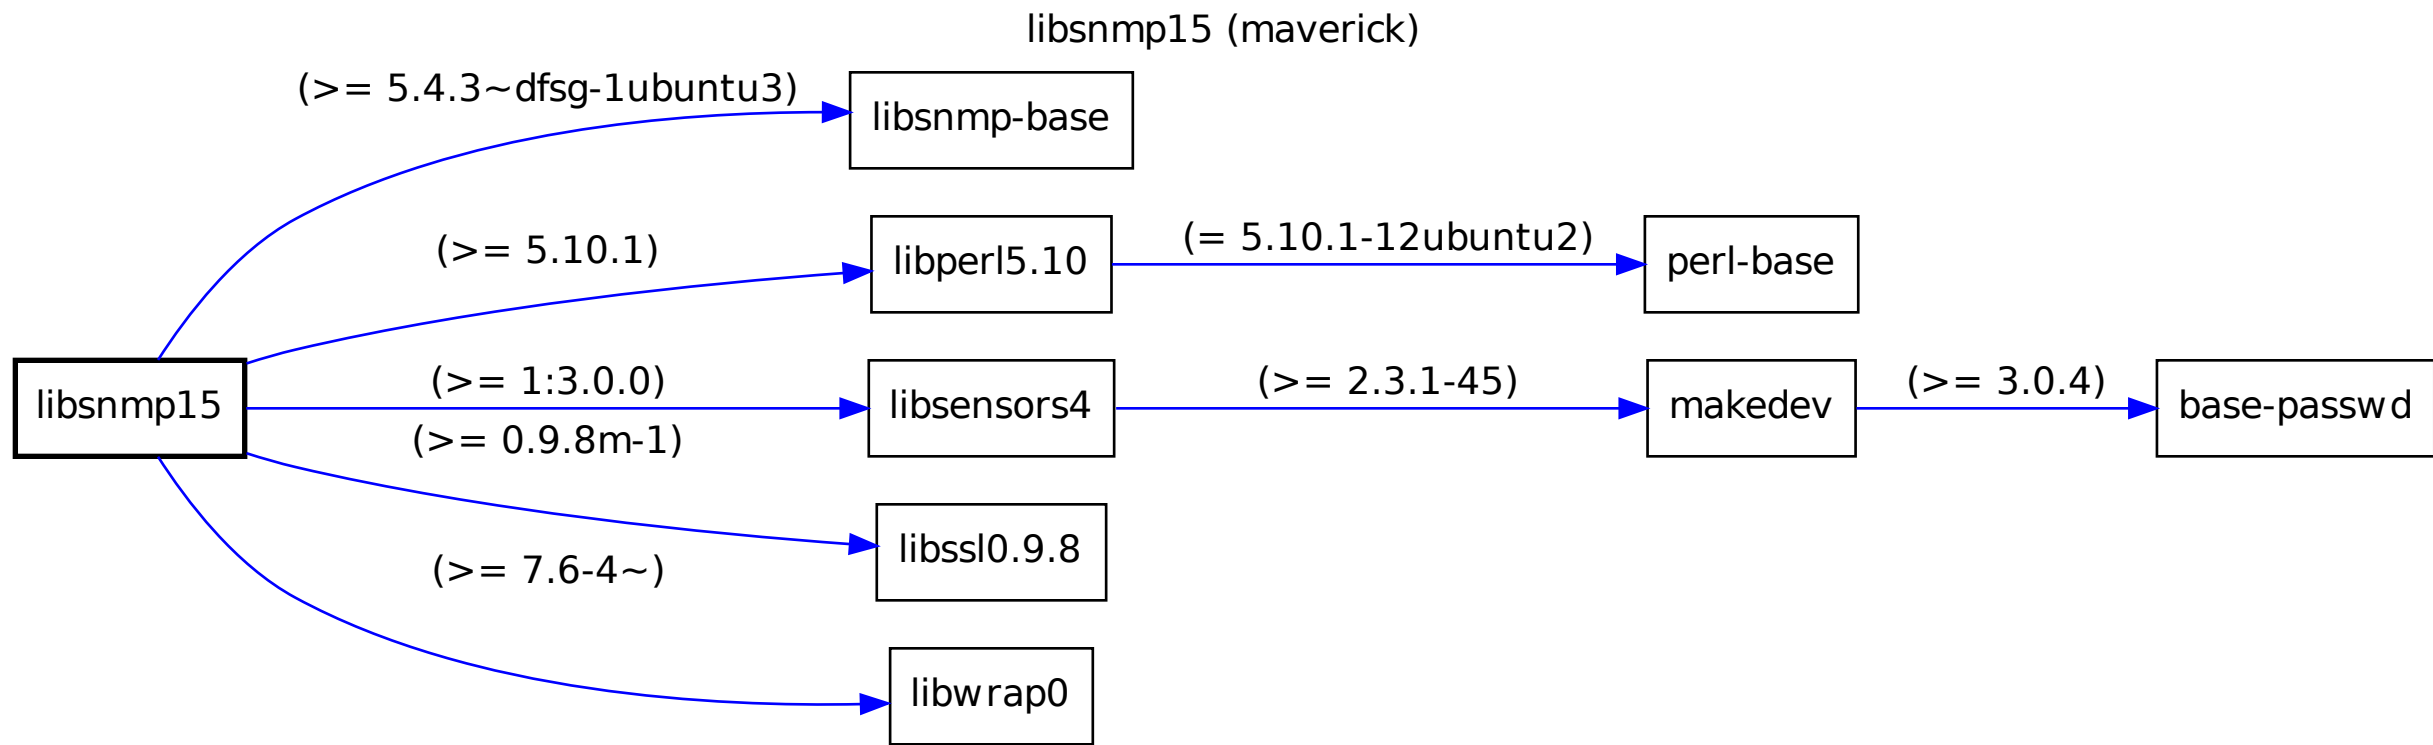 libsnmp15 (maverick)
(>= 5.4.3~dfsg-1ubuntu3)
libsnmp-base
(>= 5.10.1)
libperl5.10
(= 5.10.1-12ubuntu2)
perl-base
libsnmp15
(>= 1:3.0.0)
libsensors4
(>= 2.3.1-45)
makedev
(>= 3.0.4)
base-passwd
(>= 0.9.8m-1)
libssl0.9.8
(>= 7.6-4~)
libwrap0